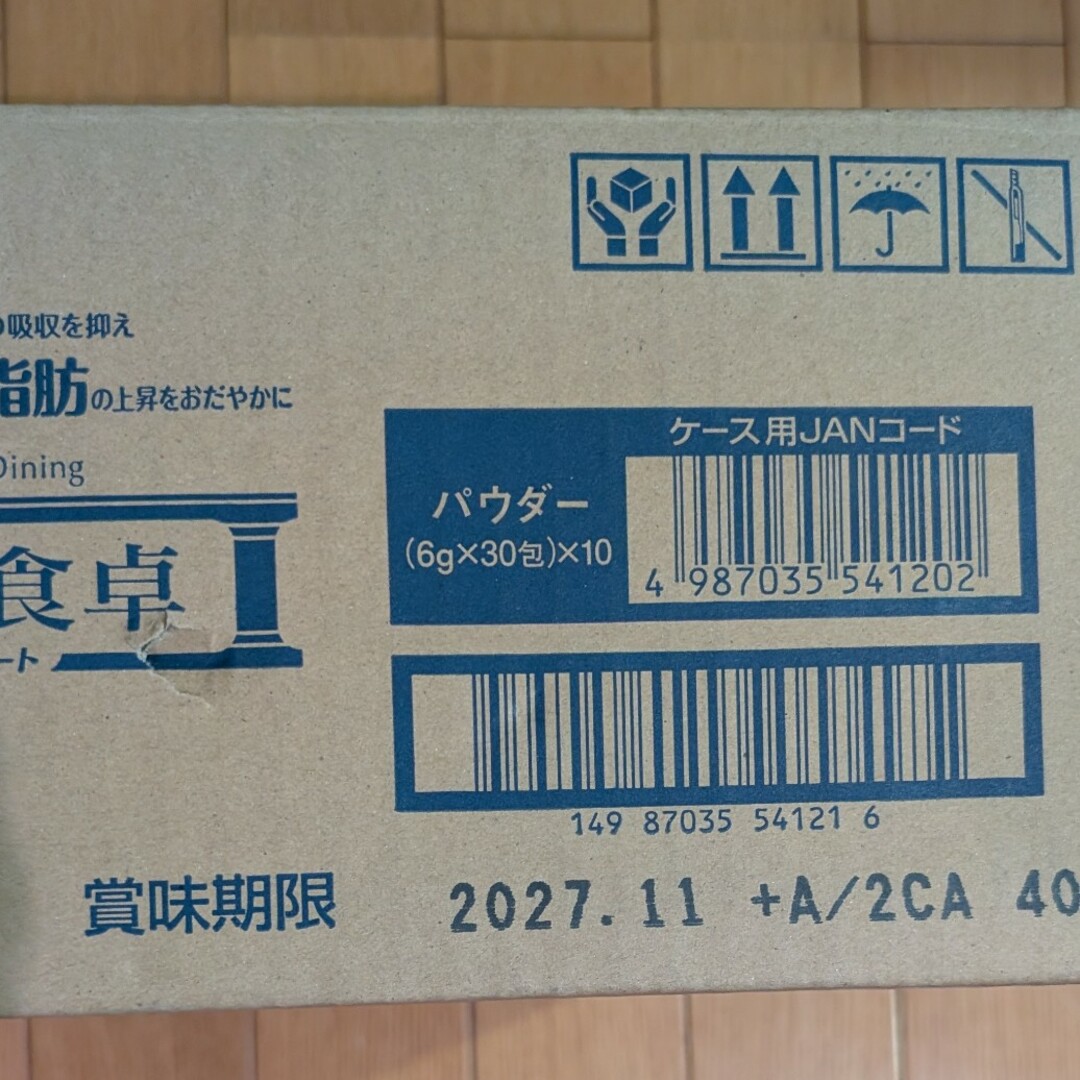 の吸収を抑え
脂肪の上昇をおだやかに
Dining
食卓
ート
ケース用JANコード
パウダー
(6g×30包)×10
4 987035 541202
149 87035 54121 6
賞味期限 2027.11 +A/2CA 40